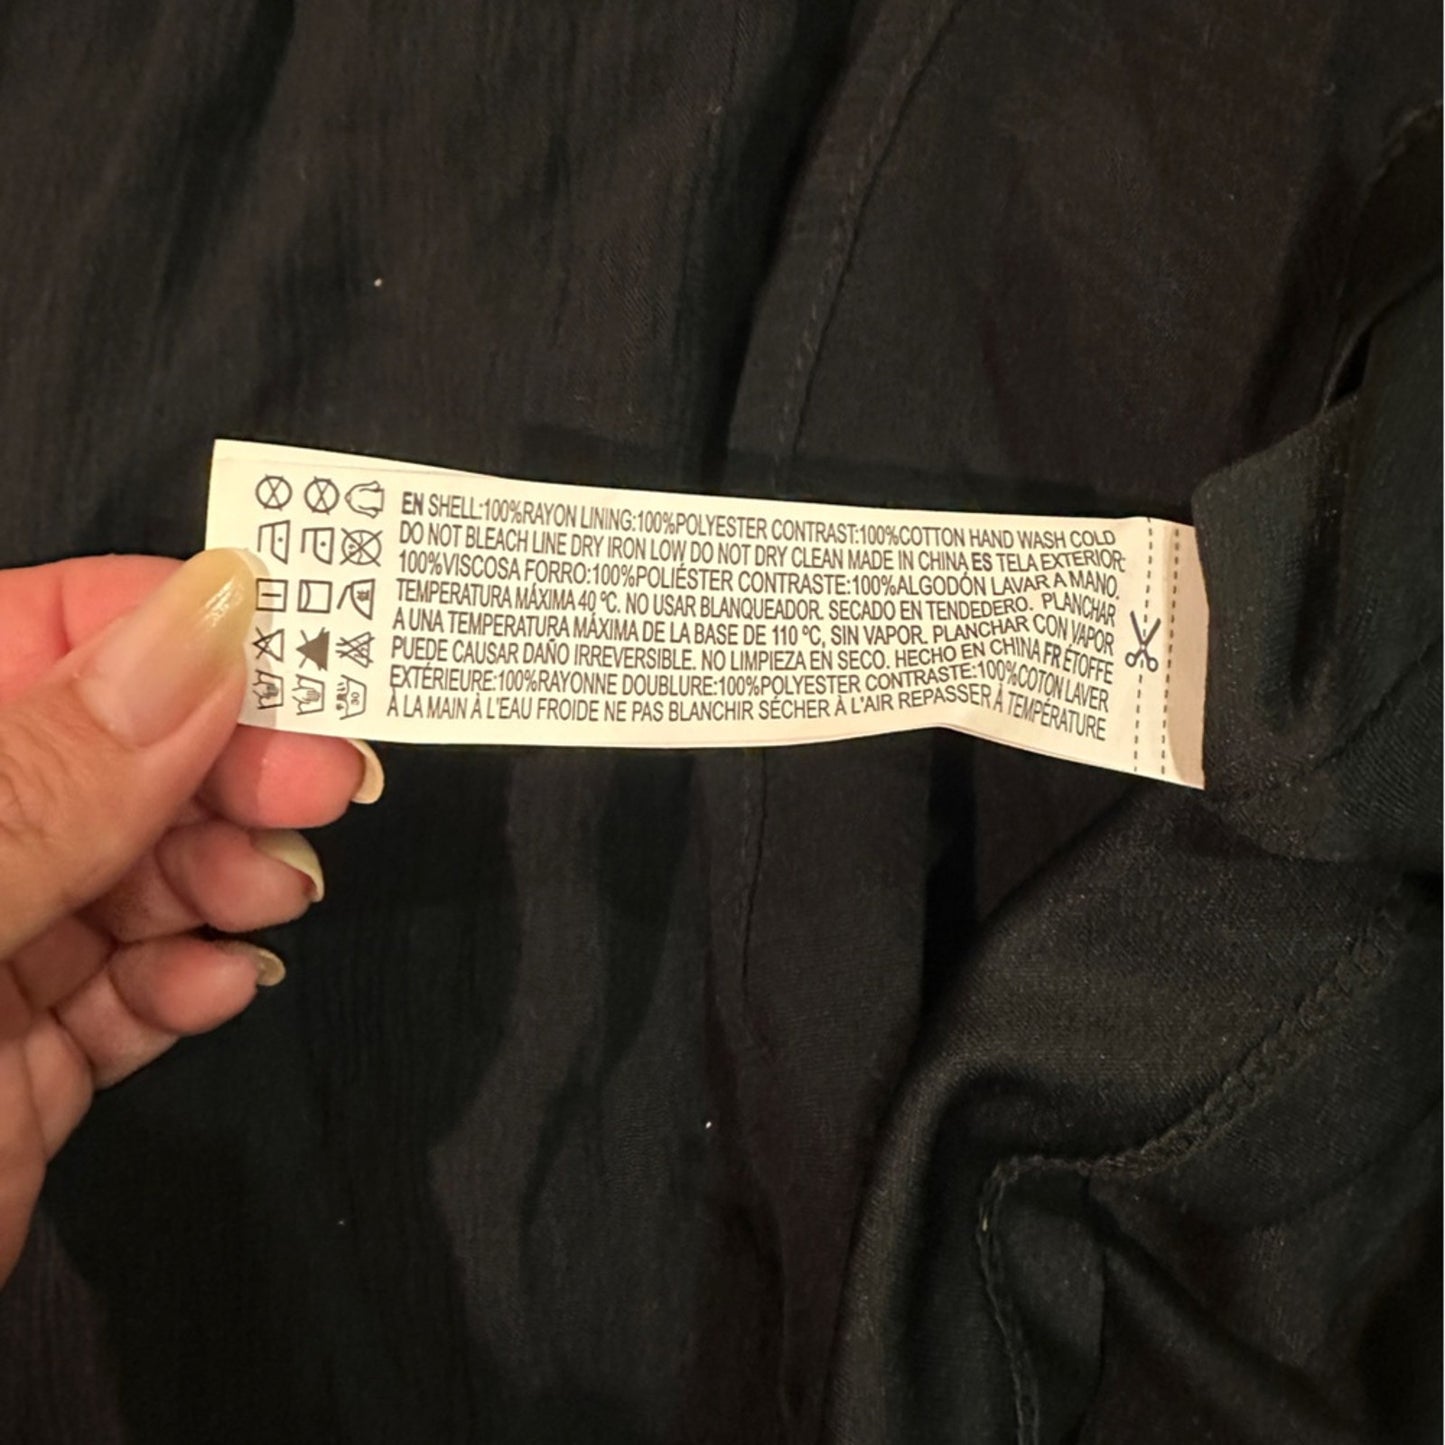 EN SHELL:100%RAYON LINING:100%POLYESTER CONTRAST:100%COTTON HAND WASH COLD
DO NOT BLEACH LINE DRY IRON LOW DO NOT DRY CLEAN MADE IN CHINA ES TELA EXTERIOR:
100%VISCOSA FORRO:100%POLIÉSTER CONTRASTE:100%ALGODÓN LAVAR A MANO.
TEMPERATURA MÁXIMA 40 ºC. NO USAR BLANQUEADOR. SECADO EN TENDEDERO. PLANCHAR
A UNA TEMPERATURA MÁXIMA DE LA BASE DE 110 ºC, SIN VAPOR. PLANCHAR CON VAPOR
PUEDE CAUSAR DAÑO IRREVERSIBLE. NO LIMPIEZA EN SECO. HECHO EN CHINA FR ÉTOFFE
EXTÉRIEURE:100%RAYONNE DOUBLURE:100%POLYESTER CONTRASTE:100%COTON LAVER
À LA MAIN À L'EAU FROIDE NE PAS BLANCHIR SÉCHER À L'AIR REPASSER À TEMPÉRATURE